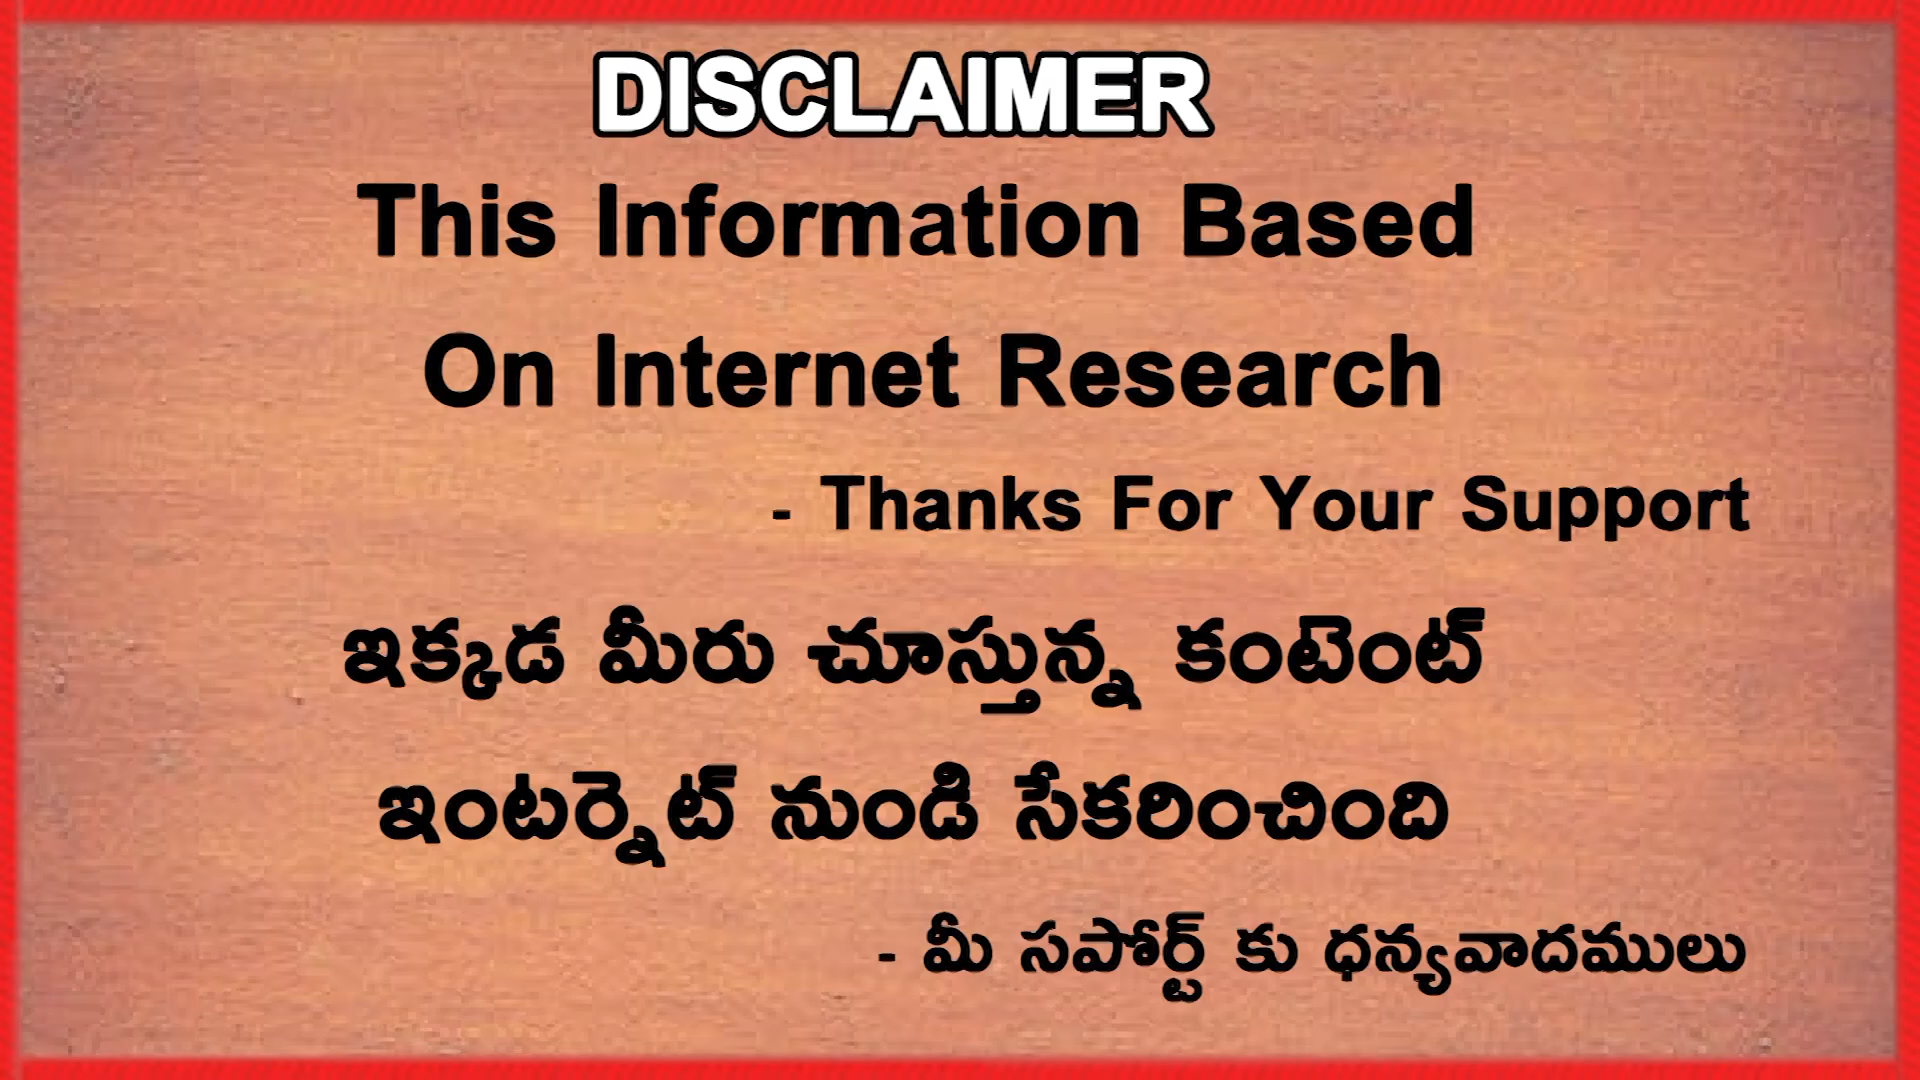 DISCLAIMER
This Information Based
On Internet Research
- Thanks For Your Support
ఇక్కడ మీరు చూస్తున్న కంటెంట్
ఇంటర్నెట్ నుండి సేకరించింది
- మీ సపోర్ట్ కు ధన్యవాదములు